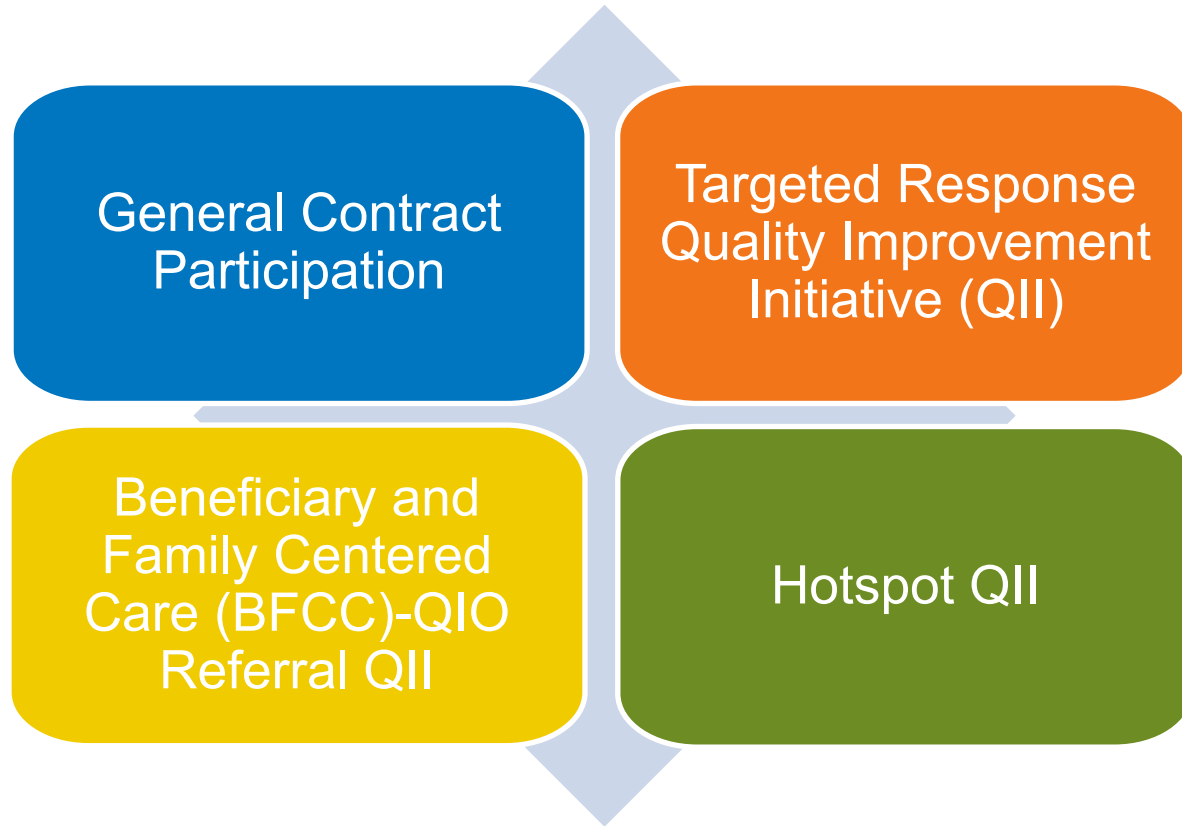 General Contract
Participation
Targeted Response
Quality Improvement
Initiative (QII)
Beneficiary and
Family Centered
Care (BFCC)-QIO
Referral QII
Hotspot QII